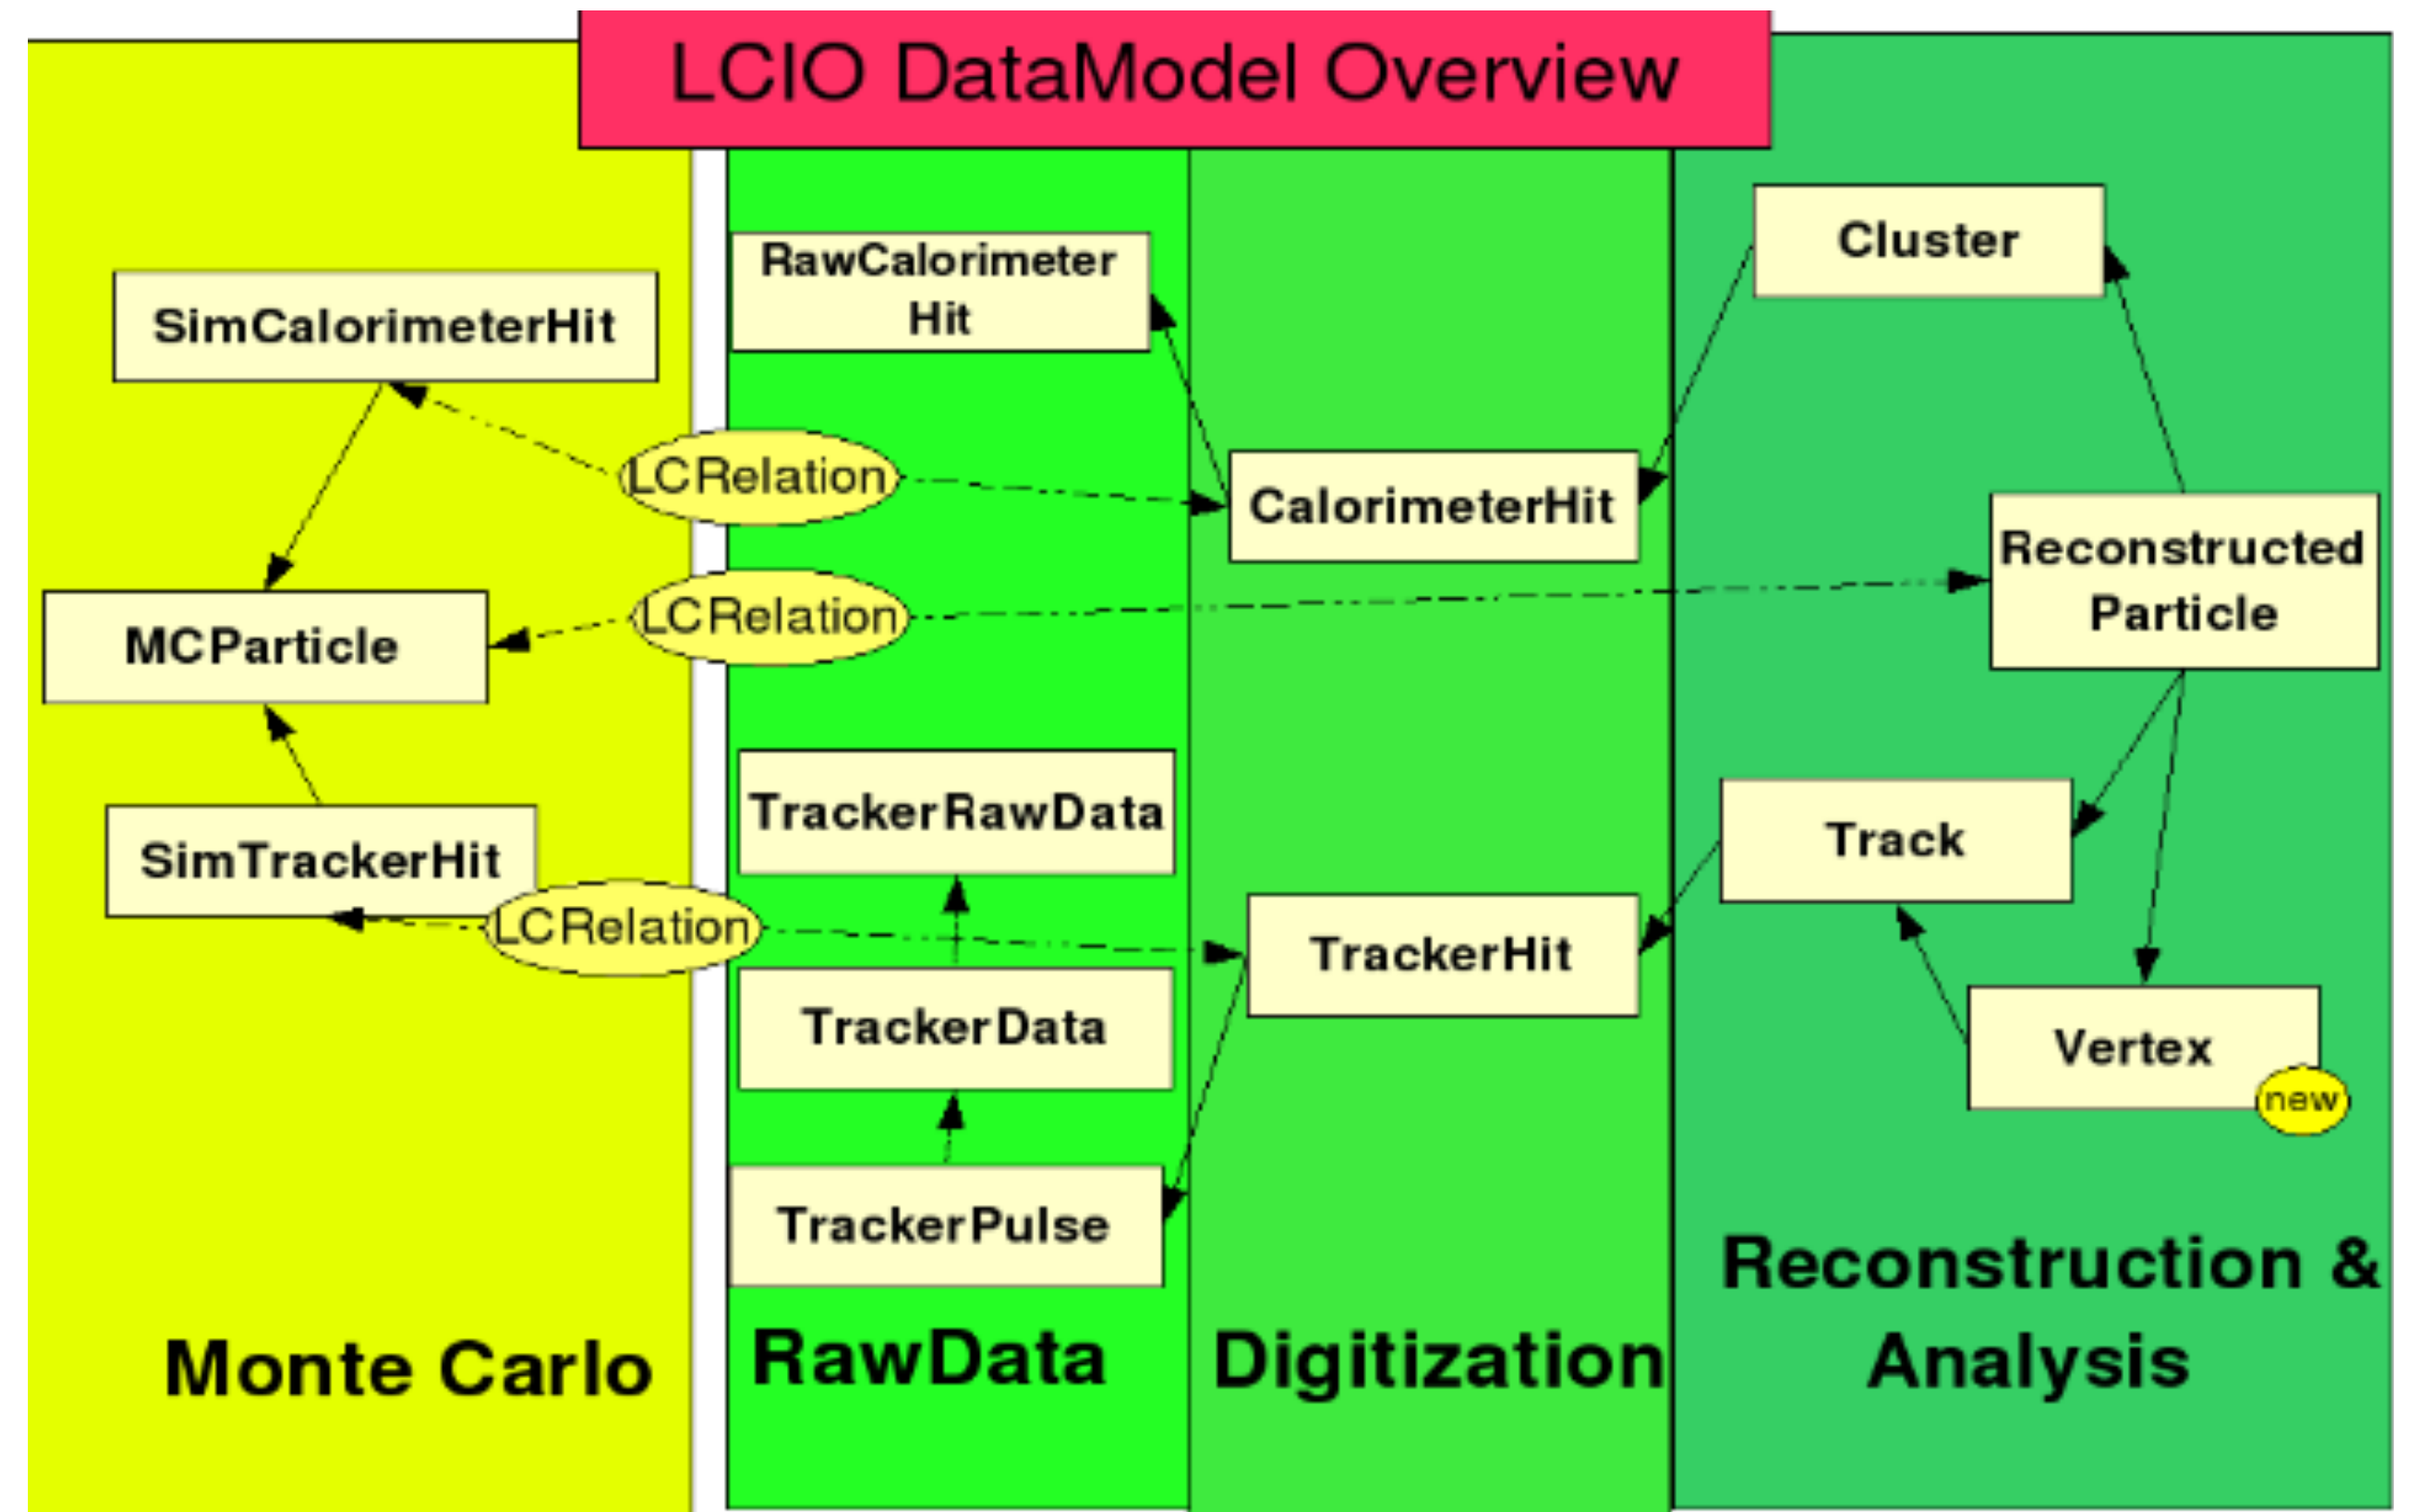 LCIO DataModel Overview
SimCalorimeterHit
MCParticle
SimTrackerHit
LCRelation
LCRelation
LCRelation
Monte Carlo
RawCalorimeter
Hit
TrackerRawData
TrackerData
TrackerPulse
RawData
CalorimeterHit
TrackerHit
Digitization
Cluster
Reconstructed
Particle
Track
Vertex
new
Reconstruction &
Analysis